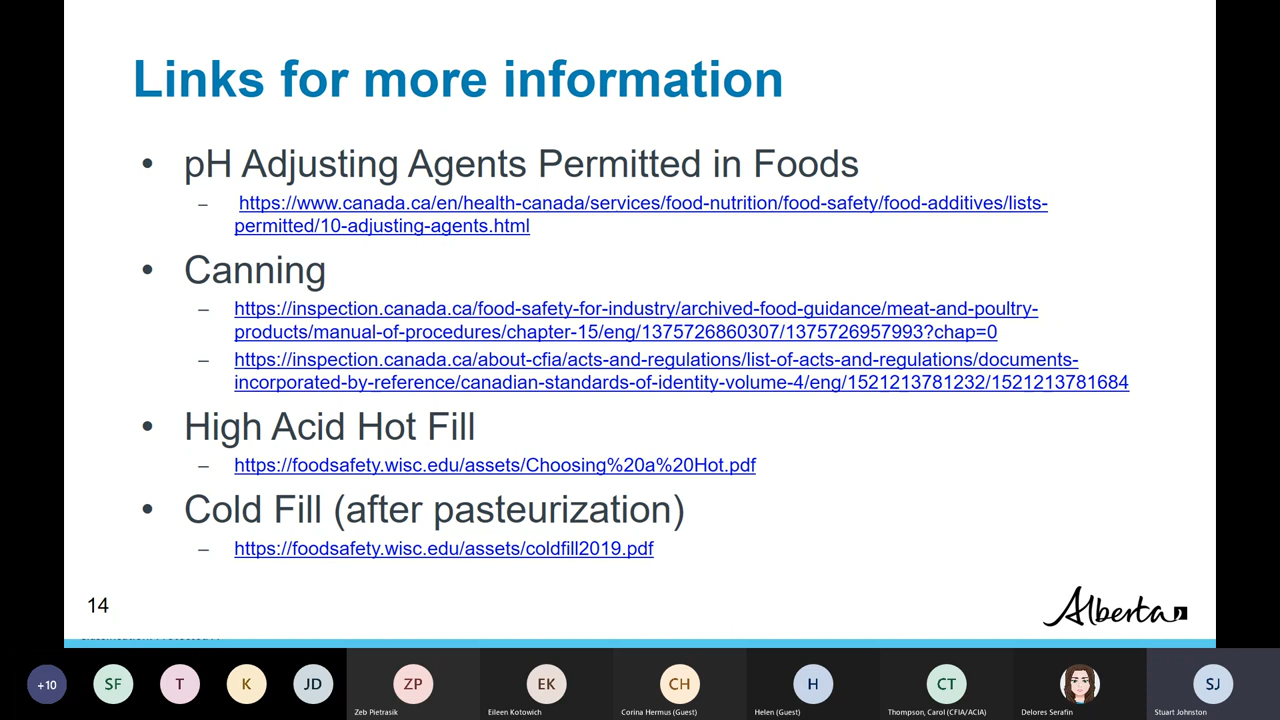 Links for more information
• pH Adjusting Agents Permitted in Foods
– https://www.canada.ca/en/health-canada/services/food-nutrition/food-safety/food-additives/lists-
permitted/10-adjusting-agents.html
• Canning
– https://inspection.canada.ca/food-safety-for-industry/archived-food-guidance/meat-and-poultry-
products/manual-of-procedures/chapter-15/eng/1375726860307/1375726957993?chap=0
– https://inspection.canada.ca/about-cfia/acts-and-regulations/list-of-acts-and-regulations/documents-
incorporated-by-reference/canadian-standards-of-identity-volume-4/eng/1521213781232/1521213781684
• High Acid Hot Fill
– https://foodsafety.wisc.edu/assets/Choosing%20a%20Hot.pdf
• Cold Fill (after pasteurization)
– https://foodsafety.wisc.edu/assets/coldfill2019.pdf
14
Alberta
+10 SF T K JD ZP EK CH H CT SJ
Zeb Pietrasik Eileen Kotowich Corina Hermus (Guest) Helen (Guest) Thompson, Carol (CFIA/ACIA) Delores Serafin Stuart Johnston